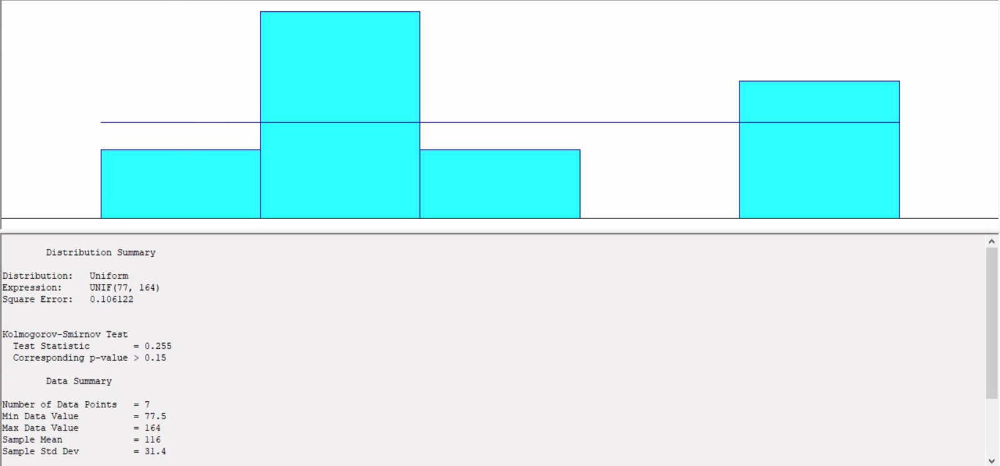 Distribution Summary
Distribution: Uniform
Expression: UNIF(77, 164)
Square Error: 0.106122
Kolmogorov-Smirnov Test
Test Statistic = 0.255
Corresponding p-value > 0.15
Data Summary
Number of Data Points = 7
Min Data Value = 77.5
Max Data Value = 164
Sample Mean = 116
Sample Std Dev = 31.4